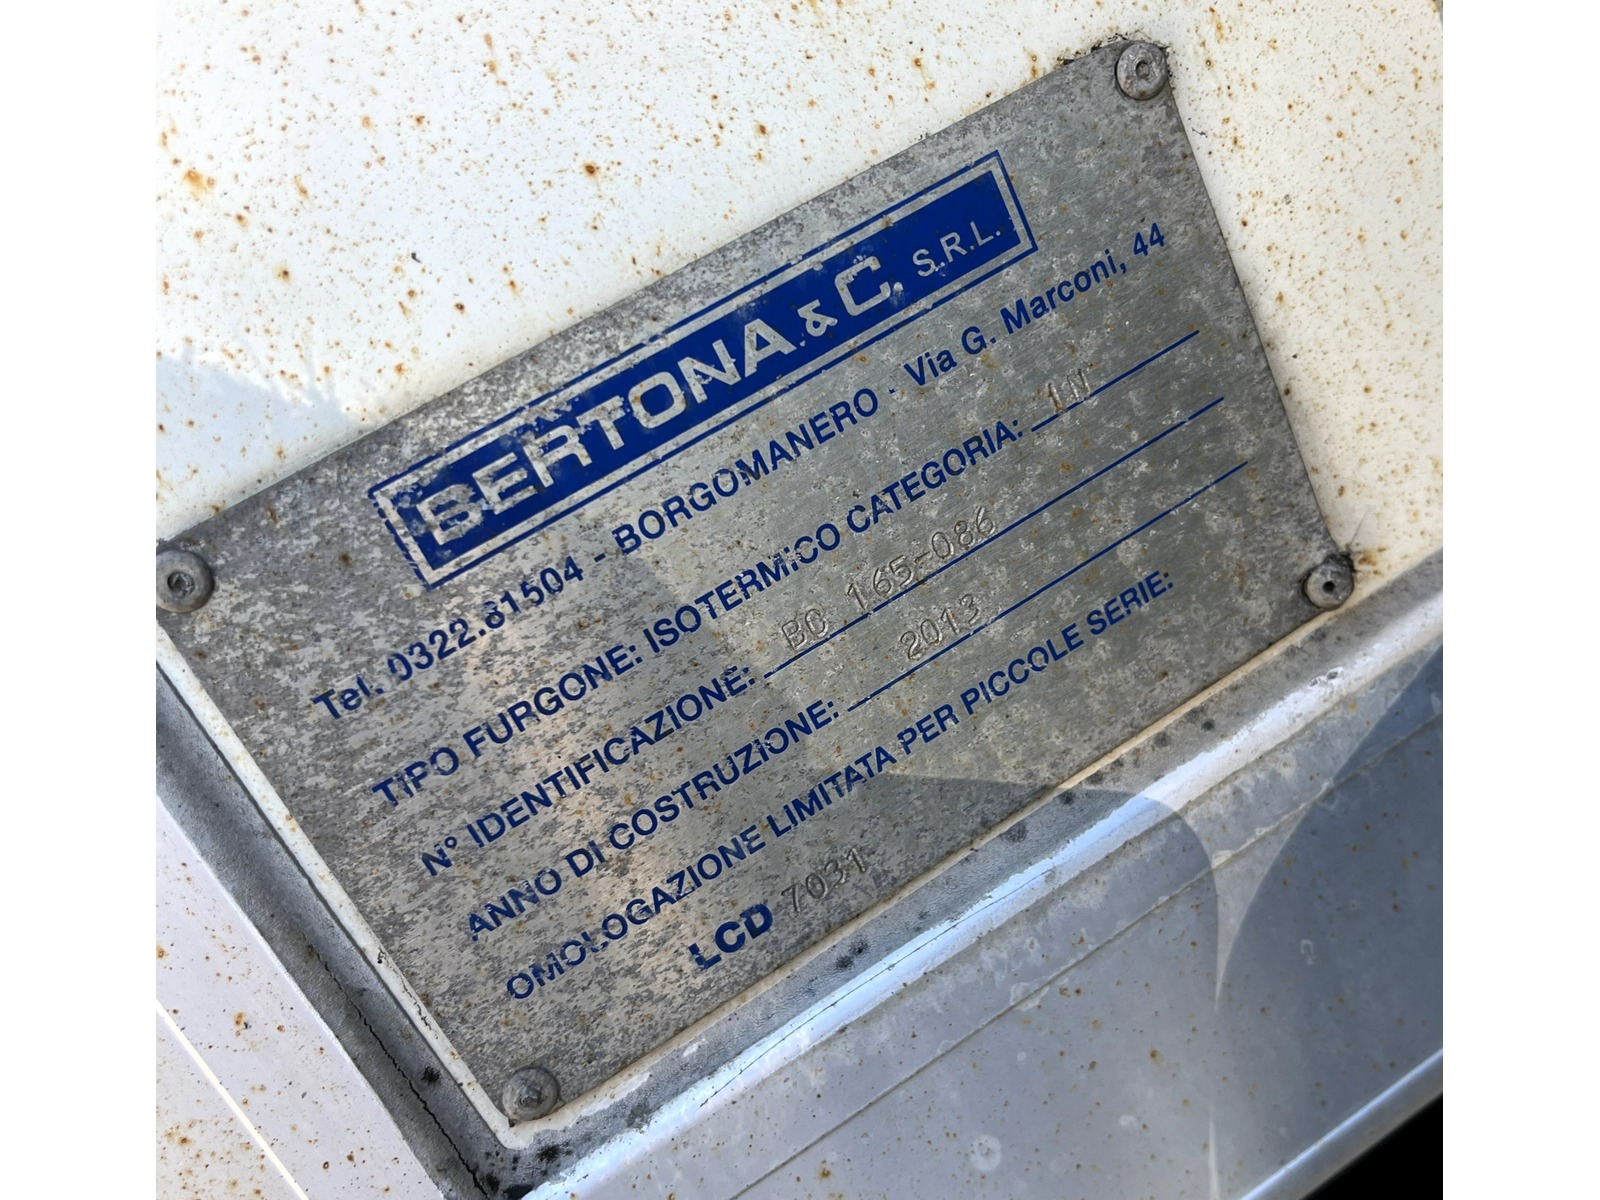 BERTONA & C. S.R.L.
Tel. 0322.81504 - BORGOMANERO - Via G. Marconi, 44
TIPO FURGONE: ISOTERMICO CATEGORIA: IN
N° IDENTIFICAZIONE: BC 165-086
ANNO DI COSTRUZIONE: 2013
OMOLOGAZIONE LIMITATA PER PICCOLE SERIE:
LCD 7031